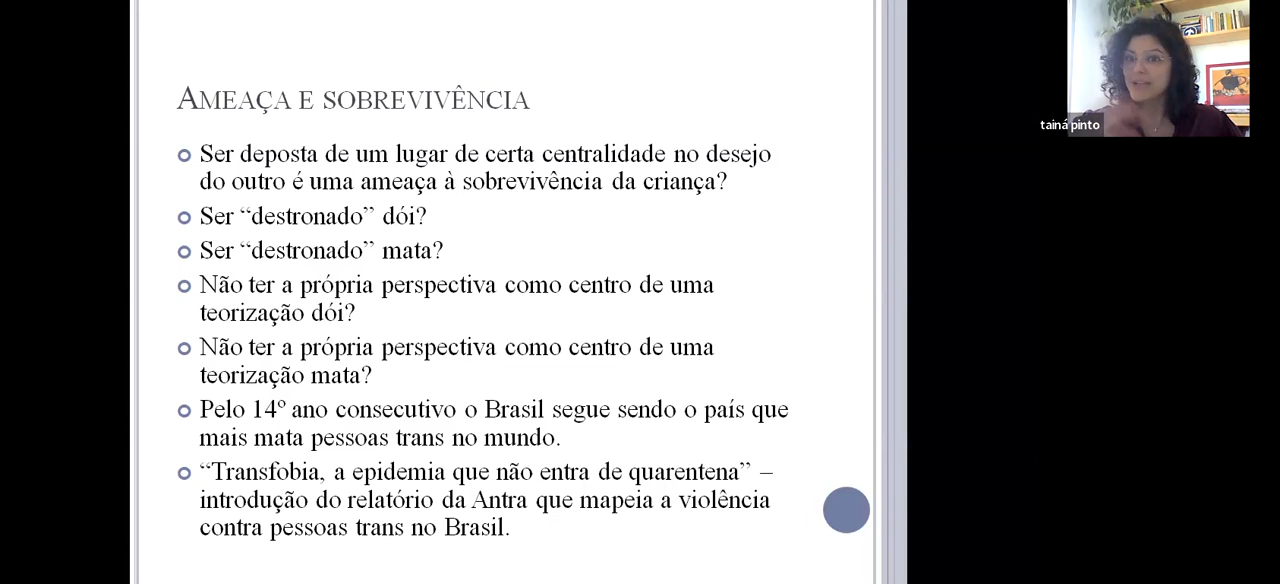 AMEAÇA E SOBREVIVÊNCIA
Ser deposta de um lugar de certa centralidade no desejo
do outro é uma ameaça à sobrevivência da criança?
Ser “destronado” dói?
Ser “destronado” mata?
Não ter a própria perspectiva como centro de uma
teorização dói?
Não ter a própria perspectiva como centro de uma
teorização mata?
Pelo 14º ano consecutivo o Brasil segue sendo o país que
mais mata pessoas trans no mundo.
“Transfobia, a epidemia que não entra de quarentena” –
introdução do relatório da Antra que mapeia a violência
contra pessoas trans no Brasil.
tainá pinto